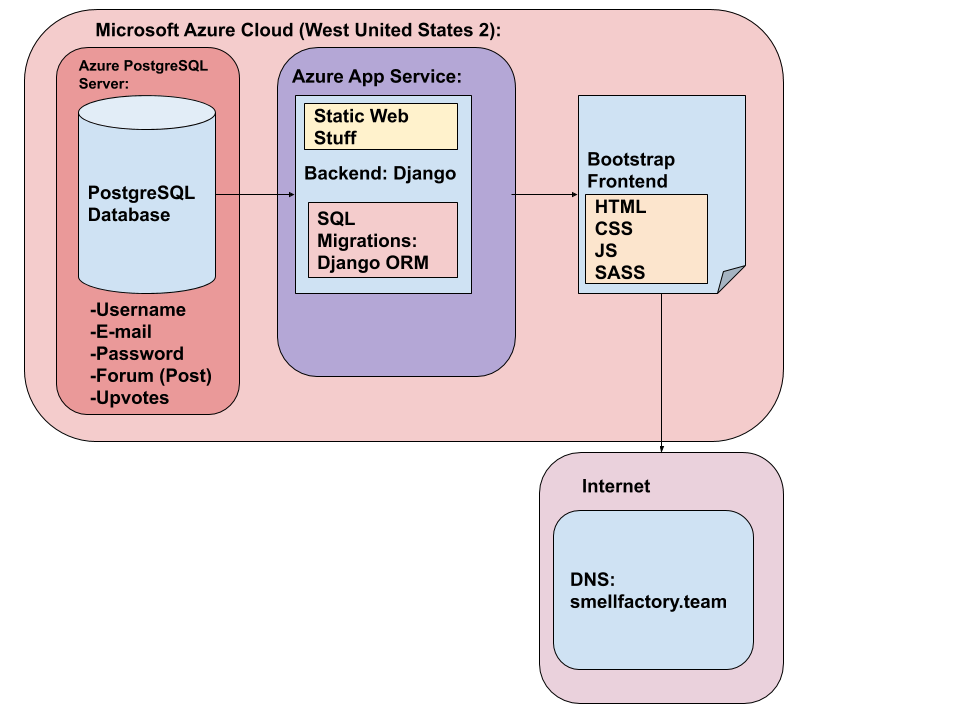 Microsoft Azure Cloud (West United States 2):
Azure PostgreSQL
Server:
PostgreSQL
Database
-Username
-E-mail
-Password
-Forum (Post)
-Upvotes
Azure App Service:
Static Web
Stuff
Backend: Django
SQL
Migrations:
Django ORM
Bootstrap
Frontend
HTML
CSS
JS
SASS
Internet
DNS:
smellfactory.team